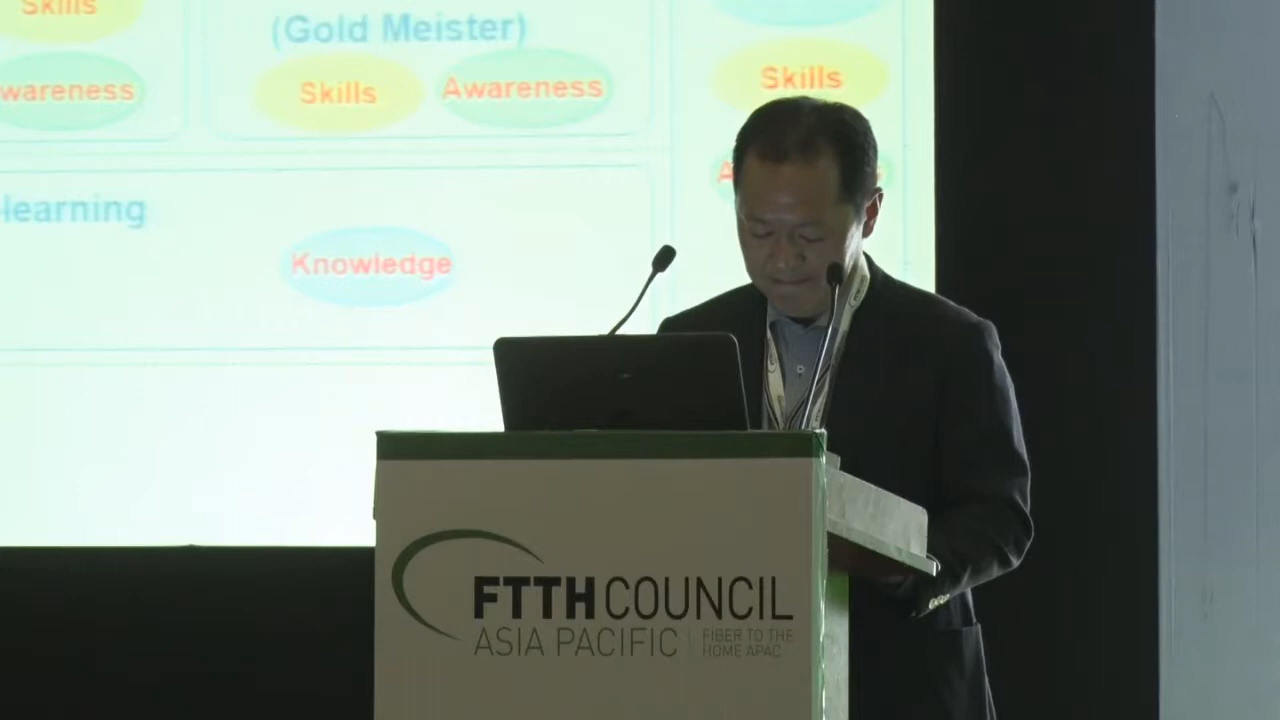 Skills
(Gold Meister)
wareness
Skills
Awareness
Skills
A
learning
Knowledge
FTTH COUNCIL
ASIA PACIFIC
FIBER TO THE
HOME APAC